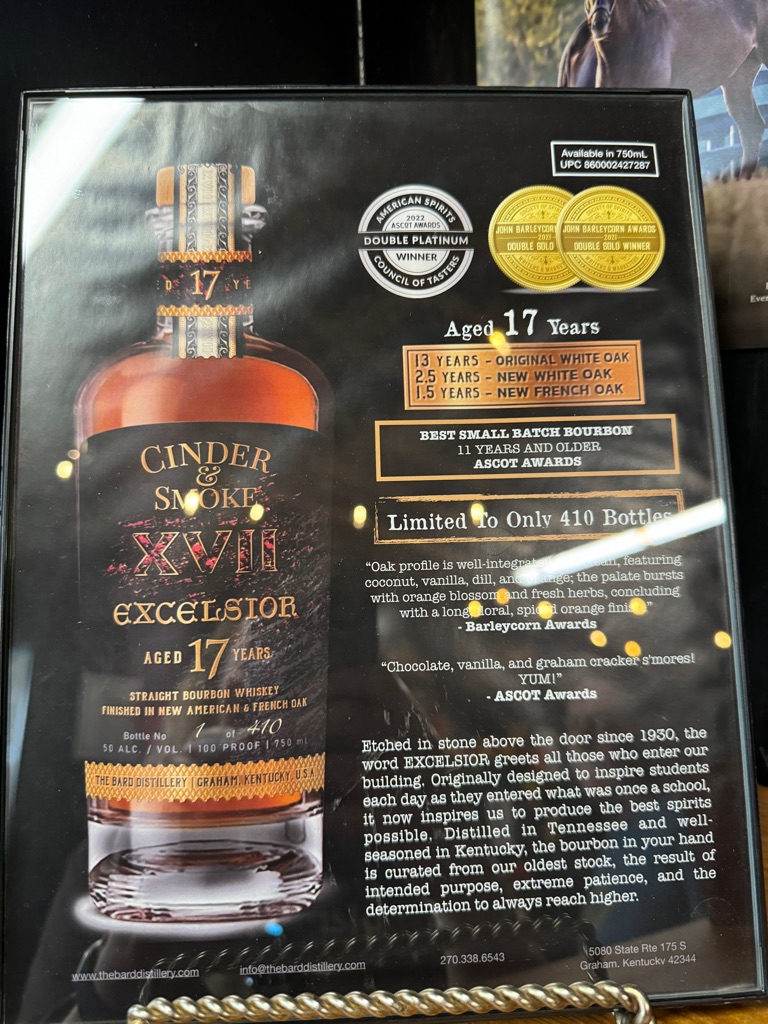 Available in 750mL
UPC 860002427287
AMERICAN SPIRITS
2022
ASCOT AWARDS
DOUBLE PLATINUM
WINNER
COUNCIL OF TASTERS
JOHN BARLEYCORN
2021
DOUBLE GOLD
JOHN BARLEYCORN AWARDS
2021
DOUBLE GOLD WINNER
17 YE
Aged 17 Years
13 YEARS - ORIGINAL WHITE OAK
2.5 YEARS - NEW WHITE OAK
1.5 YEARS - NEW FRENCH OAK
BEST SMALL BATCH BOURBON
11 YEARS AND OLDER
ASCOT AWARDS
Limited To Only 410 Bottles
"Oak profile is well-integrated featuring
coconut, vanilla, dill, and orange; the palate bursts
with orange blossom and fresh herbs, concluding
with a long, floral, spiced orange finish."
- Barleycorn Awards
"Chocolate, vanilla, and graham cracker s'mores!
YUM!"
- ASCOT Awards
Etched in stone above the door since 1930, the
word EXCELSIOR greets all those who enter our
building. Originally designed to inspire students
each day as they entered what was once a school,
it now inspires us to produce the best spirits
possible. Distilled in Tennessee and well-
seasoned in Kentucky, the bourbon in your hand
is curated from our oldest stock, the result of
intended purpose, extreme patience, and the
determination to always reach higher.
CINDER
&
SMOKE
XVII
EXCELSIOR
AGED 17 YEARS
STRAIGHT BOURBON WHISKEY
FINISHED IN NEW AMERICAN & FRENCH OAK
Bottle No 1 of 410
50 ALC. / VOL. | 100 PROOF | 750 ml
THE BARD DISTILLERY | GRAHAM, KENTUCKY, U.S.A
www.thebarddistillery.com
info@thebarddistillery.com
270.338.6543
5080 State Rte 175 S
Graham, Kentucky 42344